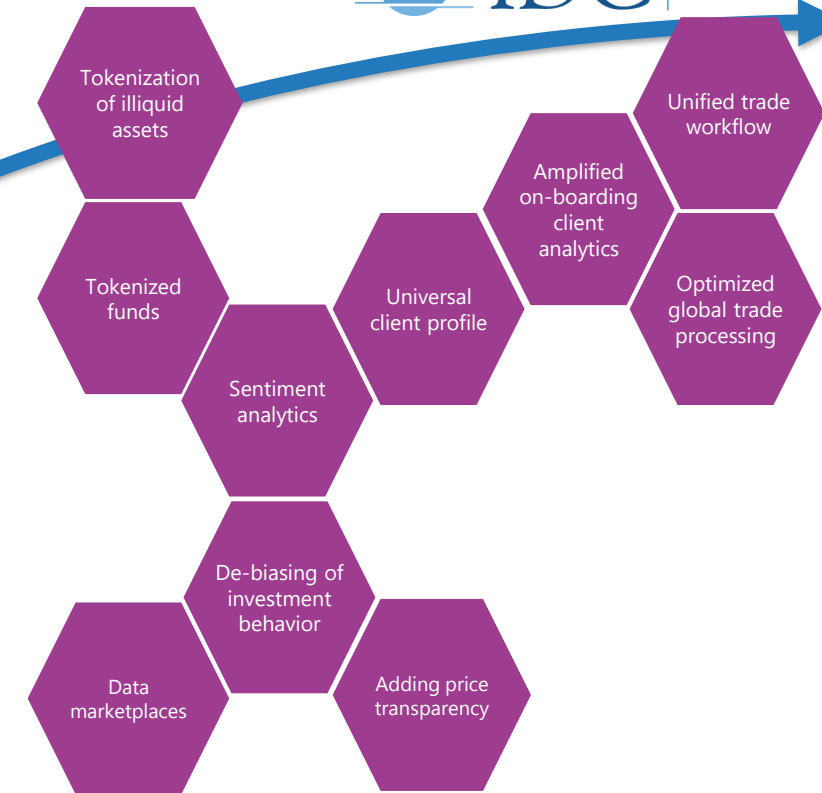 IDC
Tokenization
of illiquid
assets
Unified trade
workflow
Amplified
on-boarding
client
analytics
Tokenized
funds
Universal
client profile
Optimized
global trade
processing
Sentiment
analytics
De-biasing of
investment
behavior
Data
marketplaces
Adding price
transparency